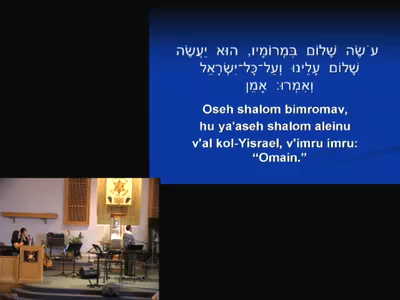 עֹשֶׂה שָׁלוֹם בִּמְרוֹמָיו, הוּא יַעֲשֶׂה
שָׁלוֹם עָלֵינוּ וְעַל־כָּל־יִשְׂרָאֵל
וְאִמְרוּ: אָמֵן
Oseh shalom bimromav,
hu ya'aseh shalom aleinu
v'al kol-Yisrael, v'imru imru:
“Omain.”